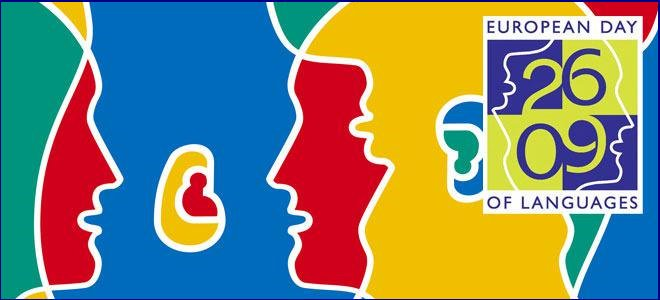 EUROPEAN DAY
26
09
OF LANGUAGES